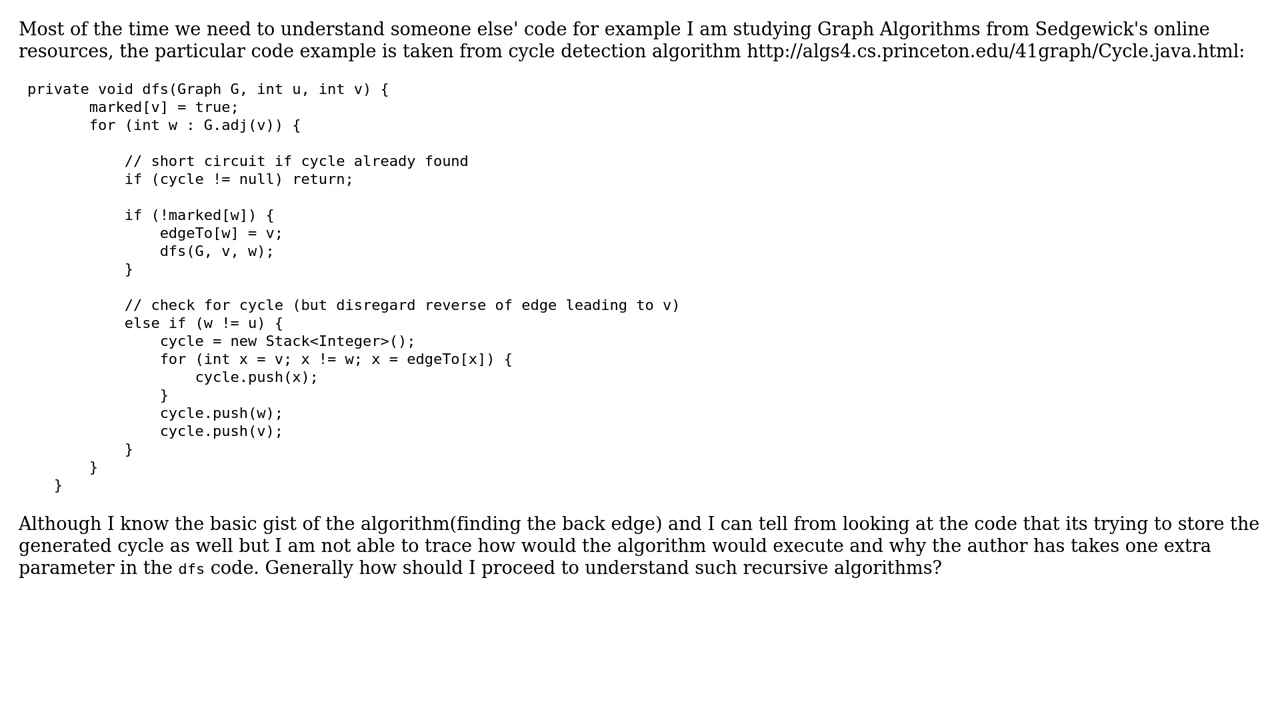 Most of the time we need to understand someone else' code for example I am studying Graph Algorithms from Sedgewick's online
resources, the particular code example is taken from cycle detection algorithm http://algs4.cs.princeton.edu/41graph/Cycle.java.html:
private void dfs(Graph G, int u, int v) {
marked[v] = true;
for (int w : G.adj(v)) {
// short circuit if cycle already found
if (cycle != null) return;
if (!marked[w]) {
edgeTo[w] = v;
dfs(G, v, w);
}
// check for cycle (but disregard reverse of edge leading to v)
else if (w != u) {
cycle = new Stack<Integer>();
for (int x = v; x != w; x = edgeTo[x]) {
cycle.push(x);
}
cycle.push(w);
cycle.push(v);
}
}
}
Although I know the basic gist of the algorithm(finding the back edge) and I can tell from looking at the code that its trying to store the
generated cycle as well but I am not able to trace how would the algorithm would execute and why the author has takes one extra
parameter in the dfs code. Generally how should I proceed to understand such recursive algorithms?